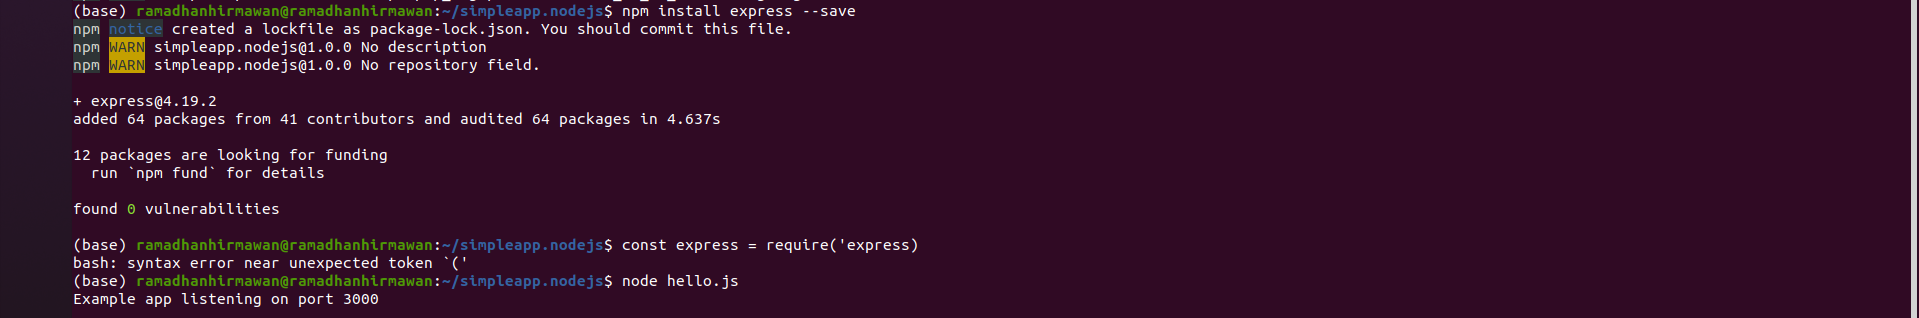 (base) ramadhanhirmawan@ramadhanhirmawan:~/simpleapp.nodejs$ npm install express --save
npm notice created a lockfile as package-lock.json. You should commit this file.
npm WARN simpleapp.nodejs@1.0.0 No description
npm WARN simpleapp.nodejs@1.0.0 No repository field.
+ express@4.19.2
added 64 packages from 41 contributors and audited 64 packages in 4.637s
12 packages are looking for funding
run `npm fund` for details
found 0 vulnerabilities
(base) ramadhanhirmawan@ramadhanhirmawan:~/simpleapp.nodejs$ const express = require('express)
bash: syntax error near unexpected token `('
(base) ramadhanhirmawan@ramadhanhirmawan:~/simpleapp.nodejs$ node hello.js
Example app listening on port 3000